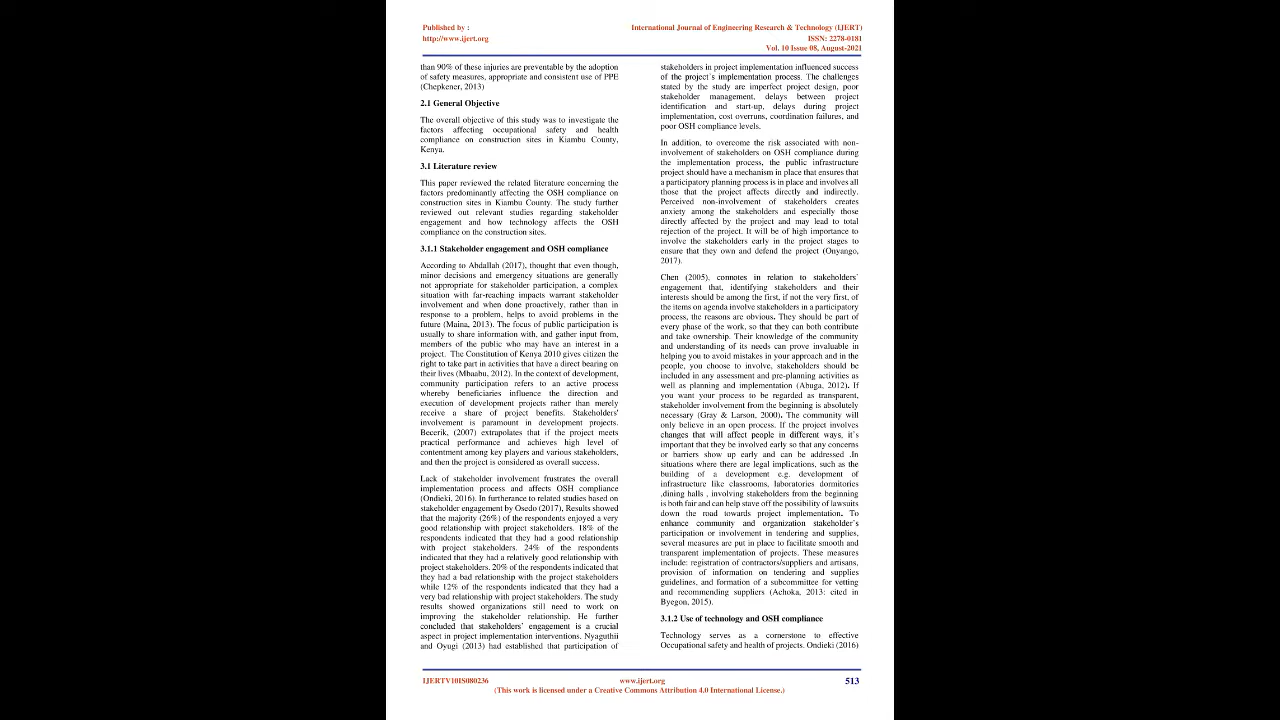 Published by :
http://www.ijert.org
International Journal of Engineering Research & Technology (IJERT)
ISSN: 2278-0181
Vol. 10 Issue 08, August-2021
than 90% of these injuries are preventable by the adoption
of safety measures, appropriate and consistent use of PPE
(Chepkener, 2013)
2.1 General Objective
The overall objective of this study was to investigate the
factors affecting occupational safety and health
compliance on construction sites in Kiambu County,
Kenya.
3.1 Literature review
This paper reviewed the related literature concerning the
factors predominantly affecting the OSH compliance on
construction sites in Kiambu County. The study further
reviewed out relevant studies regarding stakeholder
engagement and how technology affects the OSH
compliance on the construction sites.
3.1.1 Stakeholder engagement and OSH compliance
According to Abdallah (2017), thought that even though,
minor decisions and emergency situations are generally
not appropriate for stakeholder participation, a complex
situation with far-reaching impacts warrant stakeholder
involvement and when done proactively, rather than in
response to a problem, helps to avoid problems in the
future (Maina, 2013). The focus of public participation is
usually to share information with, and gather input from,
members of the public who may have an interest in a
project. The Constitution of Kenya 2010 gives citizen the
right to take part in activities that have a direct bearing on
their lives (Mbaabu, 2012). In the context of development,
community participation refers to an active process
whereby beneficiaries influence the direction and
execution of development projects rather than merely
receive a share of project benefits. Stakeholders'
involvement is paramount in development projects.
Becerik, (2007) extrapolates that if the project meets
practical performance and achieves high level of
contentment among key players and various stakeholders,
and then the project is considered as overall success.
Lack of stakeholder involvement frustrates the overall
implementation process and affects OSH compliance
(Ondieki, 2016). In furtherance to related studies based on
stakeholder engagement by Osedo (2017), Results showed
that the majority (26%) of the respondents enjoyed a very
good relationship with project stakeholders. 18% of the
respondents indicated that they had a good relationship
with project stakeholders. 24% of the respondents
indicated that they had a relatively good relationship with
project stakeholders. 20% of the respondents indicated that
they had a bad relationship with the project stakeholders
while 12% of the respondents indicated that they had a
very bad relationship with project stakeholders. The study
results showed organizations still need to work on
improving the stakeholder relationship. He further
concluded that stakeholders' engagement is a crucial
aspect in project implementation interventions. Nyaguthii
and Oyugi (2013) had established that participation of
stakeholders in project implementation influenced success
of the project's implementation process. The challenges
stated by the study are imperfect project design, poor
stakeholder management, delays between project
identification and start-up, delays during project
implementation, cost overruns, coordination failures, and
poor OSH compliance levels.
In addition, to overcome the risk associated with non-
involvement of stakeholders on OSH compliance during
the implementation process, the public infrastructure
project should have a mechanism in place that ensures that
a participatory planning process is in place and involves all
those that the project affects directly and indirectly.
Perceived non-involvement of stakeholders creates
anxiety among the stakeholders and especially those
directly affected by the project and may lead to total
rejection of the project. It will be of high importance to
involve the stakeholders early in the project stages to
ensure that they own and defend the project (Onyango,
2017).
Chen (2005), connotes in relation to stakeholders'
engagement that, identifying stakeholders and their
interests should be among the first, if not the very first, of
the items on agenda involve stakeholders in a participatory
process, the reasons are obvious. They should be part of
every phase of the work, so that they can both contribute
and take ownership. Their knowledge of the community
and understanding of its needs can prove invaluable in
helping you to avoid mistakes in your approach and in the
people, you choose to involve, stakeholders should be
included in any assessment and pre-planning activities as
well as planning and implementation (Abuga, 2012). If
you want your process to be regarded as transparent,
stakeholder involvement from the beginning is absolutely
necessary (Gray & Larson, 2000). The community will
only believe in an open process. If the project involves
changes that will affect people in different ways, it's
important that they be involved early so that any concerns
or barriers show up early and can be addressed .In
situations where there are legal implications, such as the
building of a development e.g. development of
infrastructure like classrooms, laboratories dormitories
,dining halls , involving stakeholders from the beginning
is both fair and can help stave off the possibility of lawsuits
down the road towards project implementation. To
enhance community and organization stakeholder's
participation or involvement in tendering and supplies,
several measures are put in place to facilitate smooth and
transparent implementation of projects. These measures
include: registration of contractors/suppliers and artisans,
provision of information on tendering and supplies
guidelines, and formation of a subcommittee for vetting
and recommending suppliers (Achoka, 2013: cited in
Byegon, 2015).
3.1.2 Use of technology and OSH compliance
Technology serves as a cornerstone to effective
Occupational safety and health of projects. Ondieki (2016)
IJERTV10IS080236
www.ijert.org
513
(This work is licensed under a Creative Commons Attribution 4.0 International License.)